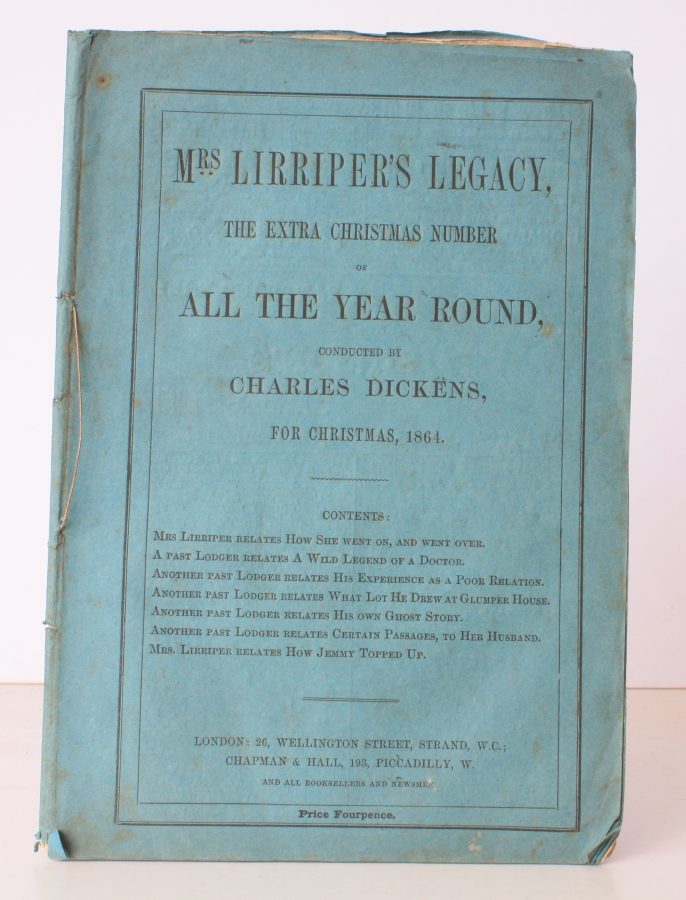 MRS LIRRIPER'S LEGACY,
THE EXTRA CHRISTMAS NUMBER
OF
ALL THE YEAR ROUND,
CONDUCTED BY
CHARLES DICKENS,
FOR CHRISTMAS, 1864.
CONTENTS:
MRS LIRRIPER RELATES HOW SHE WENT ON, AND WENT OVER.
A PAST LODGER RELATES A WILD LEGEND OF A DOCTOR.
ANOTHER PAST LODGER RELATES HIS EXPERIENCE AS A POOR RELATION.
ANOTHER PAST LODGER RELATES WHAT LOT HE DREW AT GLUMPER HOUSE.
ANOTHER PAST LODGER RELATES HIS OWN GHOST STORY.
ANOTHER PAST LODGER RELATES CERTAIN PASSAGES, TO HER HUSBAND.
MRS. LIRRIPER RELATES HOW JEMMY TOPPED UP.
LONDON: 26, WELLINGTON STREET, STRAND, W.C.;
CHAPMAN & HALL, 193, PICCADILLY, W.
AND ALL BOOKSELLERS AND NEWSMEN.
Price Fourpence.